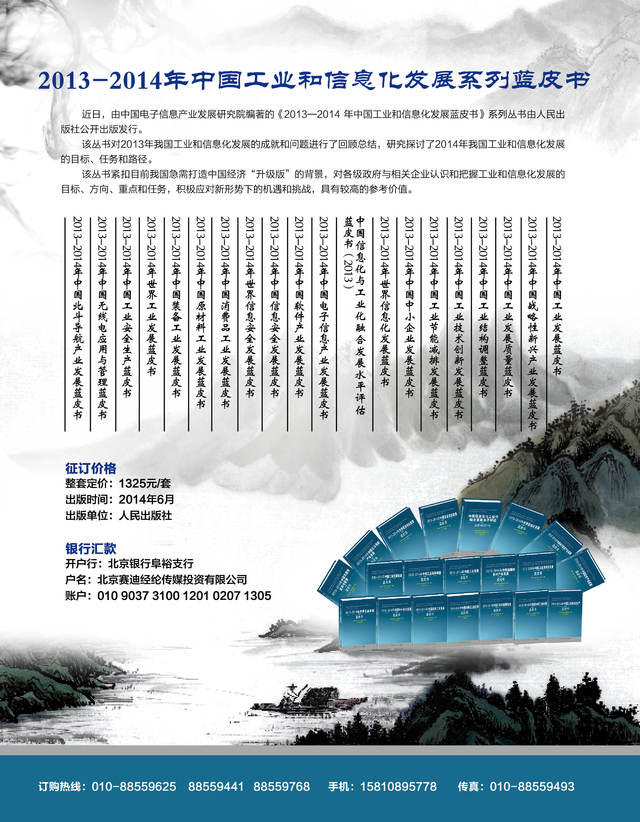 2013-2014年中国工业和信息化发展系列蓝皮书
近日，由中国电子信息产业发展研究院编著的《2013—2014 年中国工业和信息化发展蓝皮书》系列丛书由人民出
版社公开出版发行。
该丛书对2013年我国工业和信息化发展的成就和问题进行了回顾总结，研究探讨了2014年我国工业和信息化发展
的目标、任务和路径。
该丛书紧扣目前我国急需打造中国经济“升级版”的背景，对各级政府与相关企业认识和把握工业和信息化发展的
目标、方向、重点和任务，积极应对新形势下的机遇和挑战，具有较高的参考价值。
2013-2014年中国工业发展蓝皮书
2013-2014年中国战略性新兴产业发展蓝皮书
2013-2014年中国工业发展质量蓝皮书
2013-2014年中国工业结构调整蓝皮书
2013-2014年中国工业技术创新发展蓝皮书
2013-2014年中国工业节能减排发展蓝皮书
2013-2014年中国中小企业发展蓝皮书
2013-2014年世界信息化发展蓝皮书
中国信息化与工业化融合发展水平评估
蓝皮书（2013）
2013-2014年中国电子信息产业发展蓝皮书
2013-2014年中国软件产业发展蓝皮书
2013-2014年中国信息安全发展蓝皮书
2013-2014年世界信息安全发展蓝皮书
2013-2014年中国消费品工业发展蓝皮书
2013-2014年中国原材料工业发展蓝皮书
2013-2014年中国装备工业发展蓝皮书
2013-2014年世界工业发展蓝皮书
2013-2014年中国工业安全生产蓝皮书
2013-2014年中国无线电应用与管理蓝皮书
2013-2014年中国北斗导航产业发展蓝皮书
征订价格
整套定价：1325元/套
出版时间：2014年6月
出版单位：人民出版社
银行汇款
开户行：北京银行阜裕支行
户名：北京赛迪经纶传媒投资有限公司
账户：010 9037 3100 1201 0207 1305
订购热线：010-88559625 88559441 88559768 手机：15810895778 传真：010-88559493